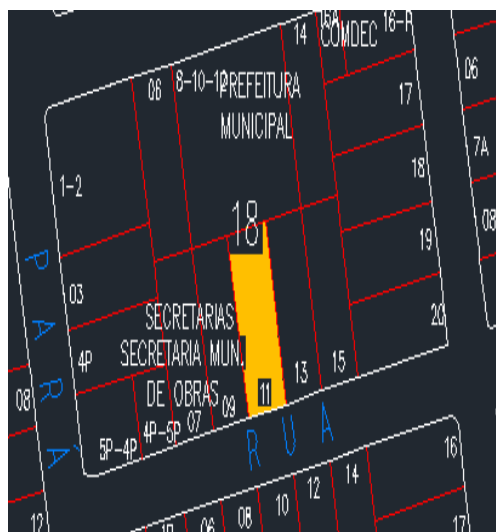 14
05A
16-P
COMDEC
06
8-10-12
PREFEITURA
MUNICIPAL
06
17
7A
1-2
18
08
18
19
03
20
SECRETARIAS
SECRETARIA MUN.
DE OBRAS
4P
13
15
08
11
09
07
4P-5P
5P-4P
PARÁ
RUA
16
14
12
10
08
06
12
17